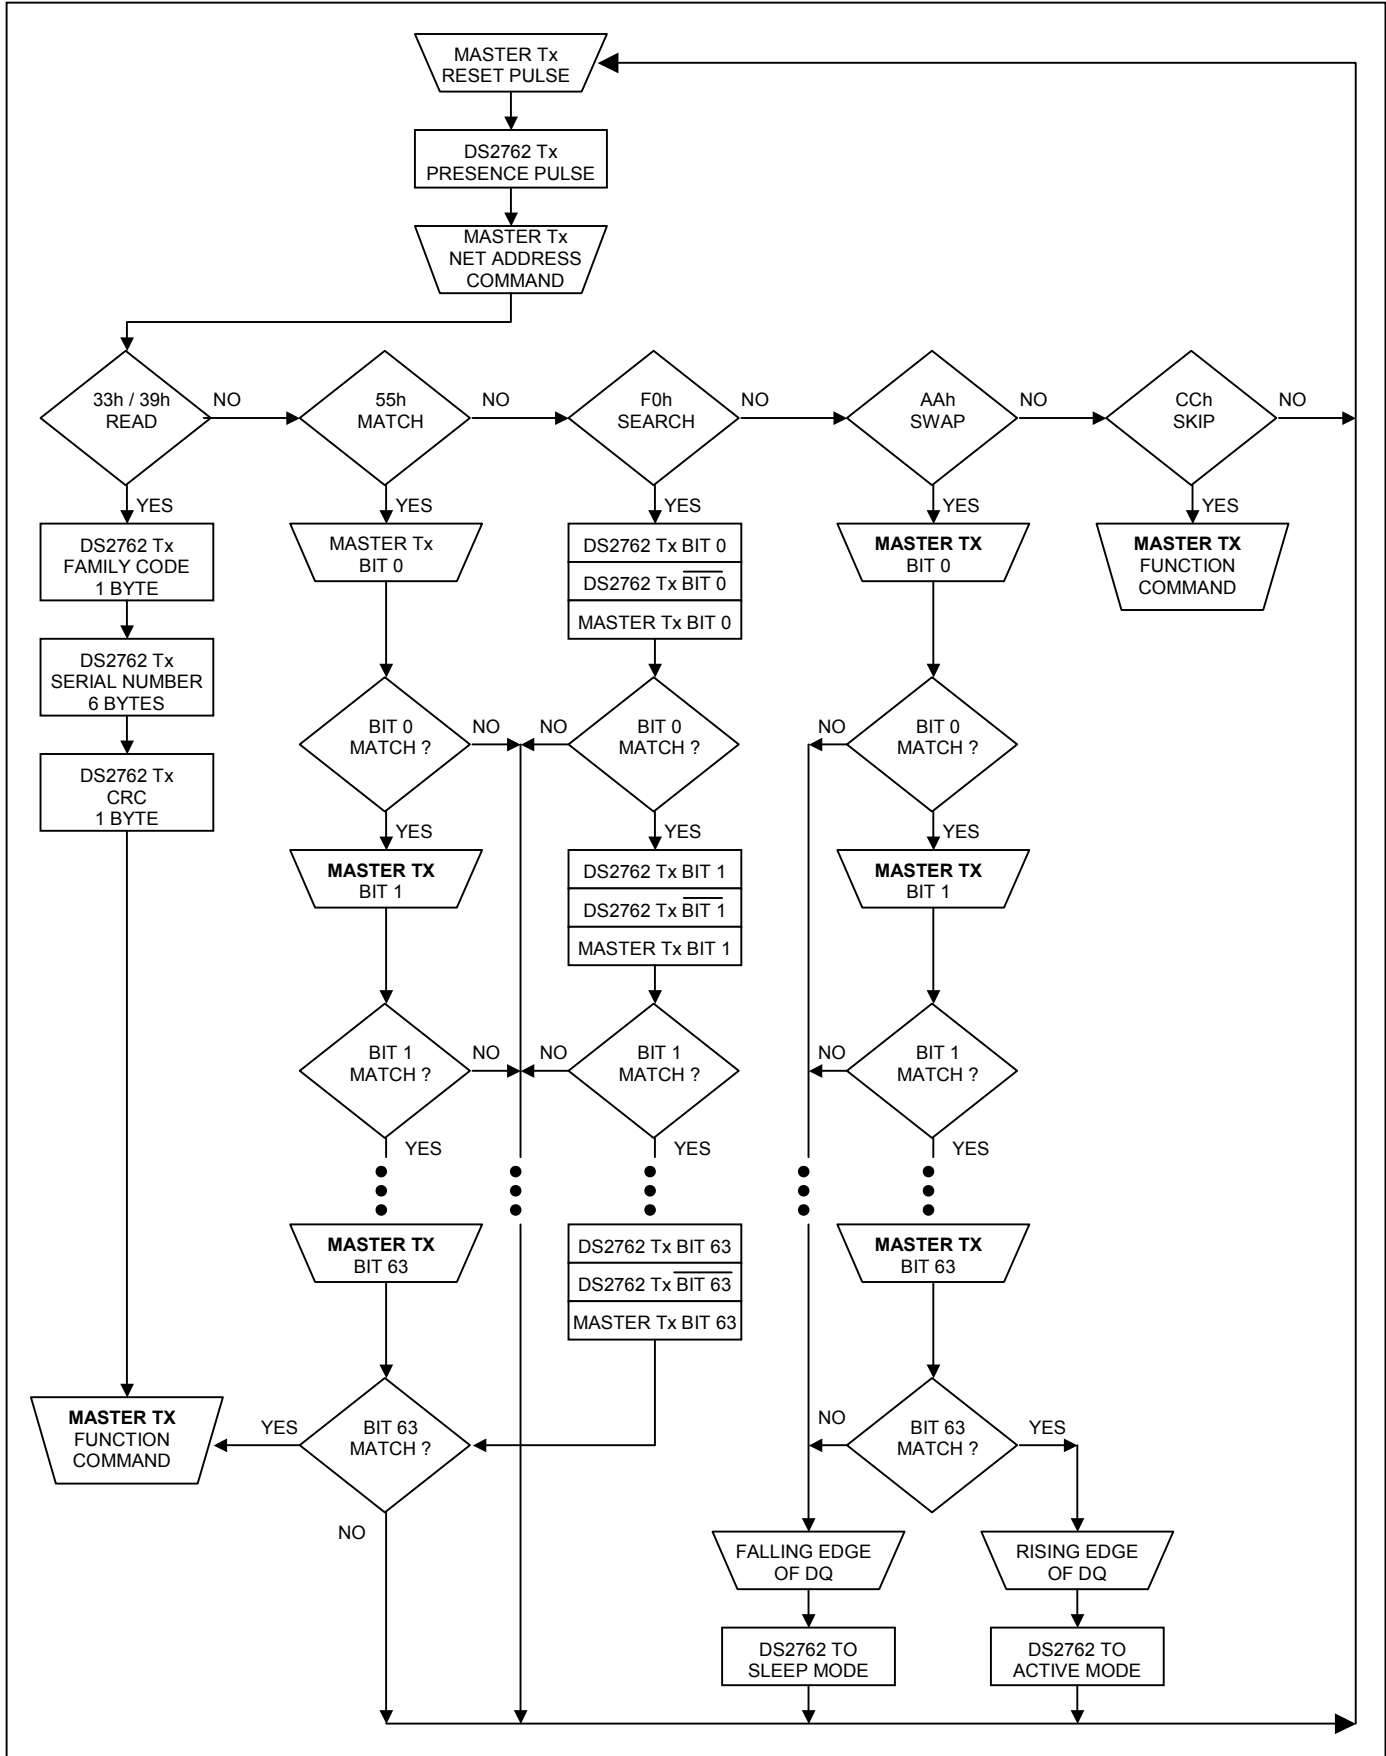 MASTER Tx
RESET PULSE
DS2762 Tx
PRESENCE PULSE
MASTER Tx
NET ADDRESS
COMMAND
33h / 39h
READ
NO
YES
55h
MATCH
NO
YES
F0h
SEARCH
NO
YES
AAh
SWAP
NO
YES
CCh
SKIP
NO
YES
DS2762 Tx
FAMILY CODE
1 BYTE
DS2762 Tx
SERIAL NUMBER
6 BYTES
DS2762 Tx
CRC
1 BYTE
MASTER TX
FUNCTION
COMMAND
MASTER Tx
BIT 0
BIT 0
MATCH ?
NO
YES
MASTER TX
BIT 1
BIT 1
MATCH ?
NO
YES
MASTER TX
BIT 63
BIT 63
MATCH ?
YES
NO
DS2762 Tx BIT 0
DS2762 Tx BIT 0
MASTER Tx BIT 0
NO
BIT 0
MATCH ?
YES
DS2762 Tx BIT 1
DS2762 Tx BIT 1
MASTER Tx BIT 1
NO
BIT 1
MATCH ?
YES
DS2762 Tx BIT 63
DS2762 Tx BIT 63
MASTER Tx BIT 63
MASTER TX
BIT 0
NO
BIT 0
MATCH ?
YES
MASTER TX
BIT 1
NO
BIT 1
MATCH ?
YES
MASTER TX
BIT 63
NO
BIT 63
MATCH ?
YES
FALLING EDGE
OF DQ
DS2762 TO
SLEEP MODE
RISING EDGE
OF DQ
DS2762 TO
ACTIVE MODE
MASTER TX
FUNCTION
COMMAND